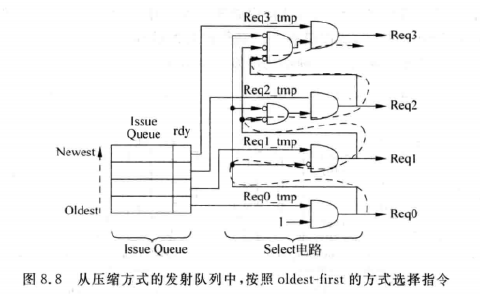 Req3_tmp
Req3
Req2_tmp
Req2
Issue
Queue
rdy
Req1_tmp
Newest
Req1
Oldest
Req0_tmp
1
Req0
Issue Queue
Select电路
图 8.8 从压缩方式的发射队列中,按照 oldest-first 的方式选择指令